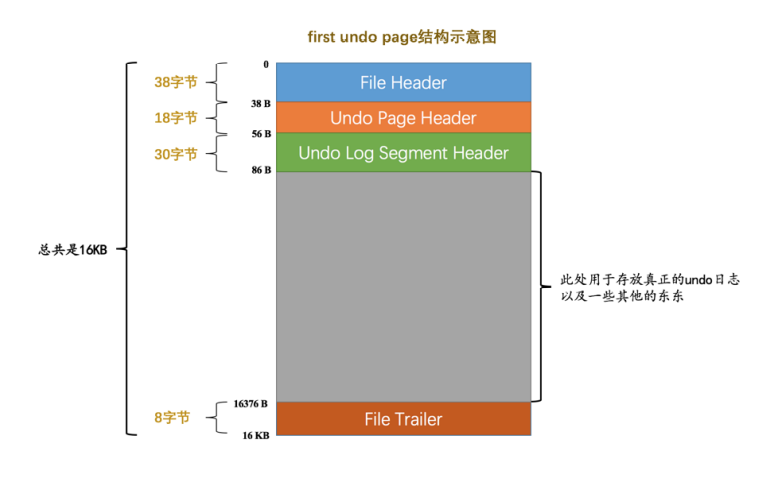 first undo page结构示意图
0
38字节
File Header
38 B
18字节
Undo Page Header
56 B
30字节
Undo Log Segment Header
86 B
总共是16KB
此处用于存放真正的undo日志
以及一些其他的东东
16376 B
8字节
File Trailer
16 KB